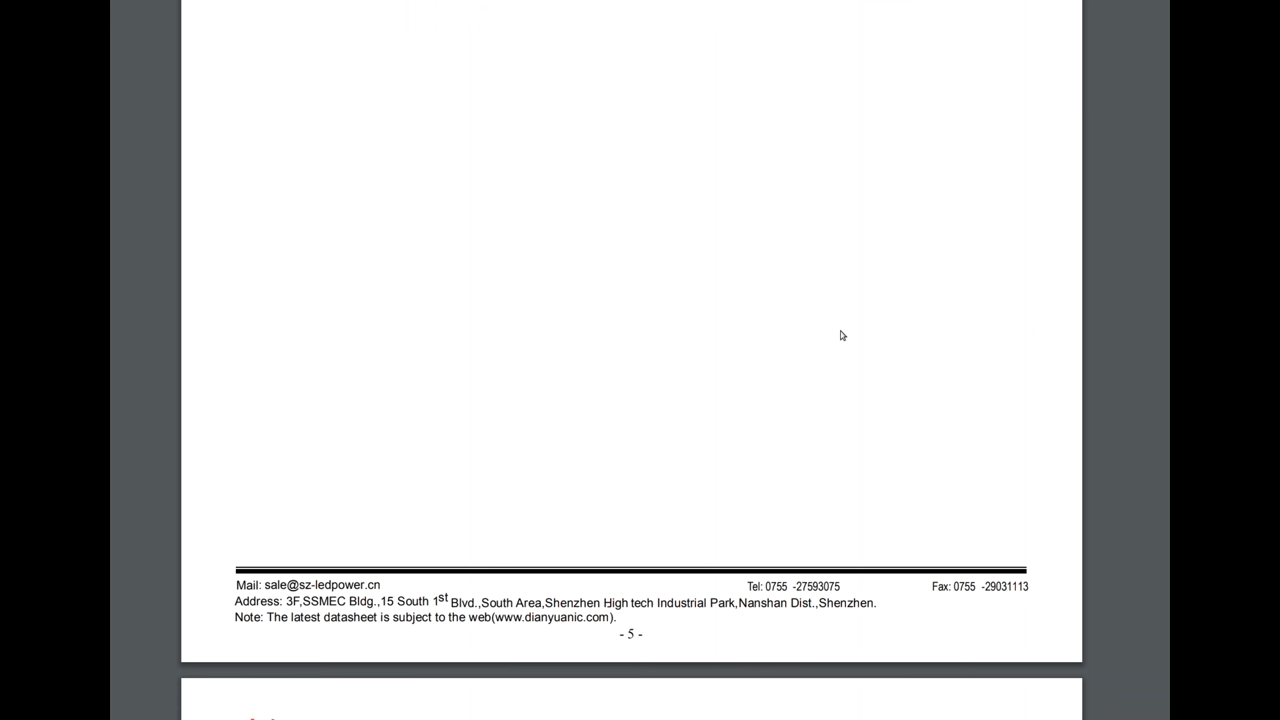 Mail: sale@sz-ledpower.cn Tel: 0755 -27593075 Fax: 0755 -29031113
Address: 3F,SSMEC Bldg.,15 South 1st Blvd.,South Area,Shenzhen High tech Industrial Park,Nanshan Dist.,Shenzhen.
Note: The latest datasheet is subject to the web(www.dianyuanic.com).
- 5 -